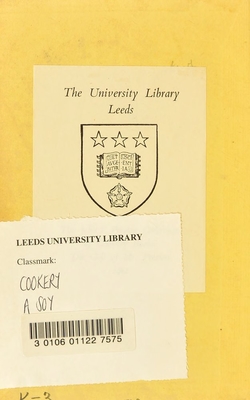 The University Library
Leeds
LEEDS UNIVERSITY LIBRARY
Classmark:
COOKERY
A SOY
3 0106 01122 7575